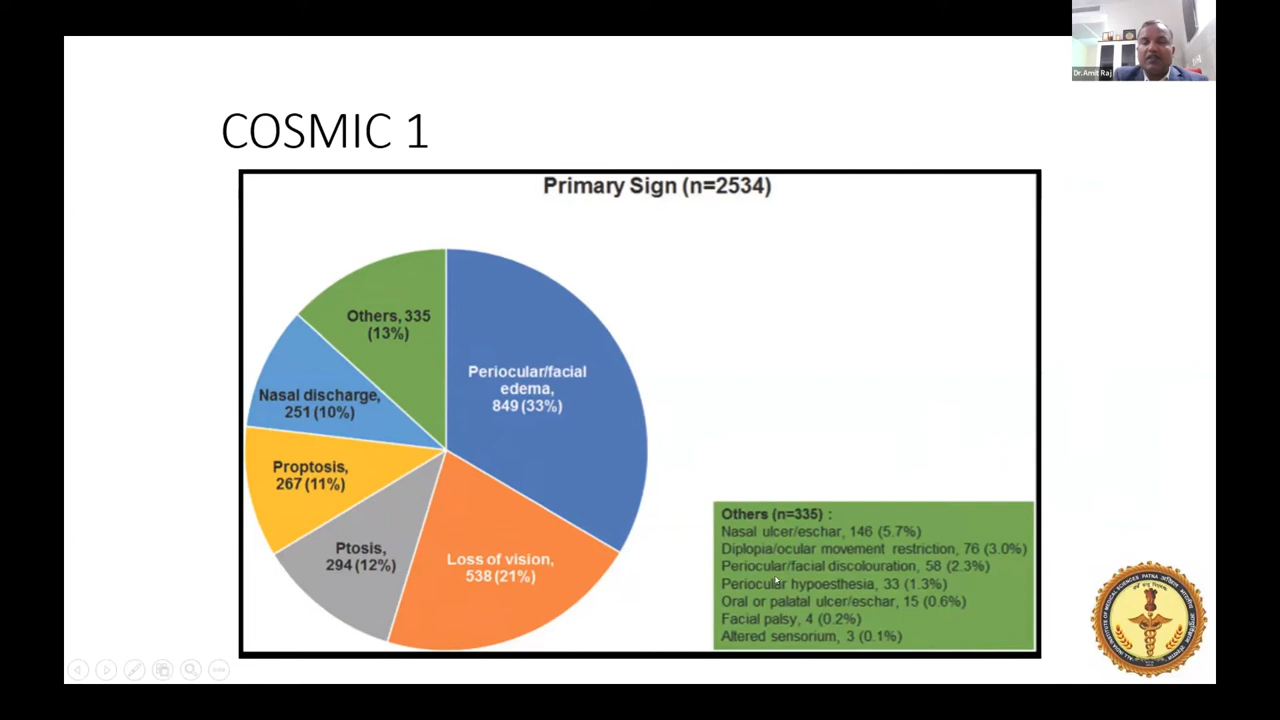 Dr.Amit Raj
COSMIC 1
Primary Sign (n=2534)
Others, 335
(13%)
Periocular/facial
edema,
849 (33%)
Nasal discharge,
251 (10%)
Proptosis,
267 (11%)
Ptosis,
294 (12%)
Loss of vision,
538 (21%)
Others (n=335) :
Nasal ulcer/eschar, 146 (5.7%)
Diplopia/ocular movement restriction, 76 (3.0%)
Periocular/facial discolouration, 58 (2.3%)
Periocular hypoesthesia, 33 (1.3%)
Oral or palatal ulcer/eschar, 15 (0.6%)
Facial palsy, 4 (0.2%)
Altered sensorium, 3 (0.1%)